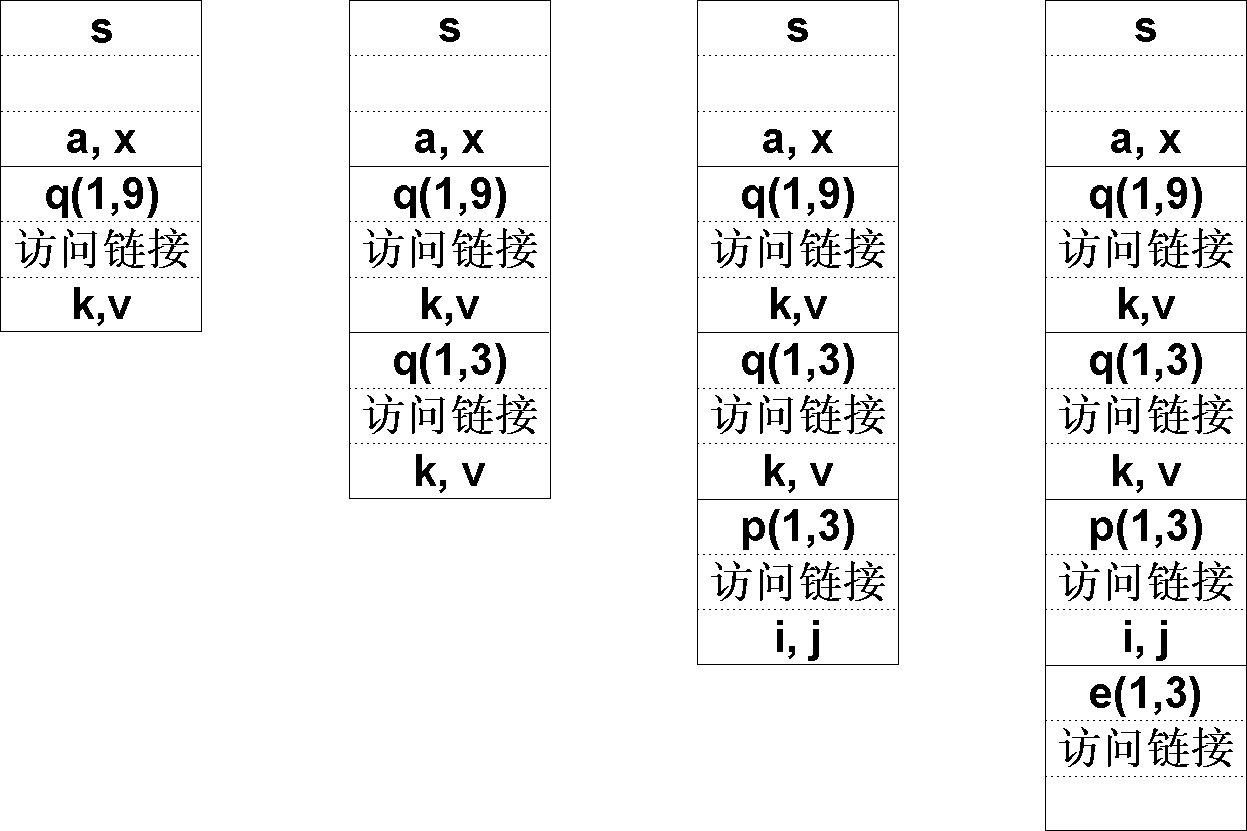 s
a, x
q(1,9)
访问链接
k,v
s
a, x
q(1,9)
访问链接
k,v
q(1,3)
访问链接
k, v
s
a, x
q(1,9)
访问链接
k,v
q(1,3)
访问链接
k, v
p(1,3)
访问链接
i, j
s
a, x
q(1,9)
访问链接
k,v
q(1,3)
访问链接
k, v
p(1,3)
访问链接
i, j
e(1,3)
访问链接